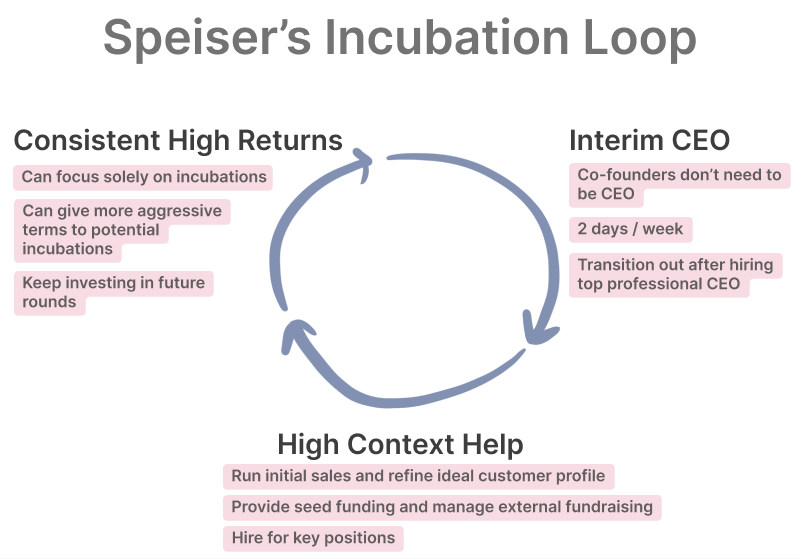 Speiser’s Incubation Loop
Consistent High Returns
Can focus solely on incubations
Can give more aggressive
terms to potential
incubations
Keep investing in future
rounds
Interim CEO
Co-founders don’t need to
be CEO
2 days / week
Transition out after hiring
top professional CEO
High Context Help
Run initial sales and refine ideal customer profile
Provide seed funding and manage external fundraising
Hire for key positions